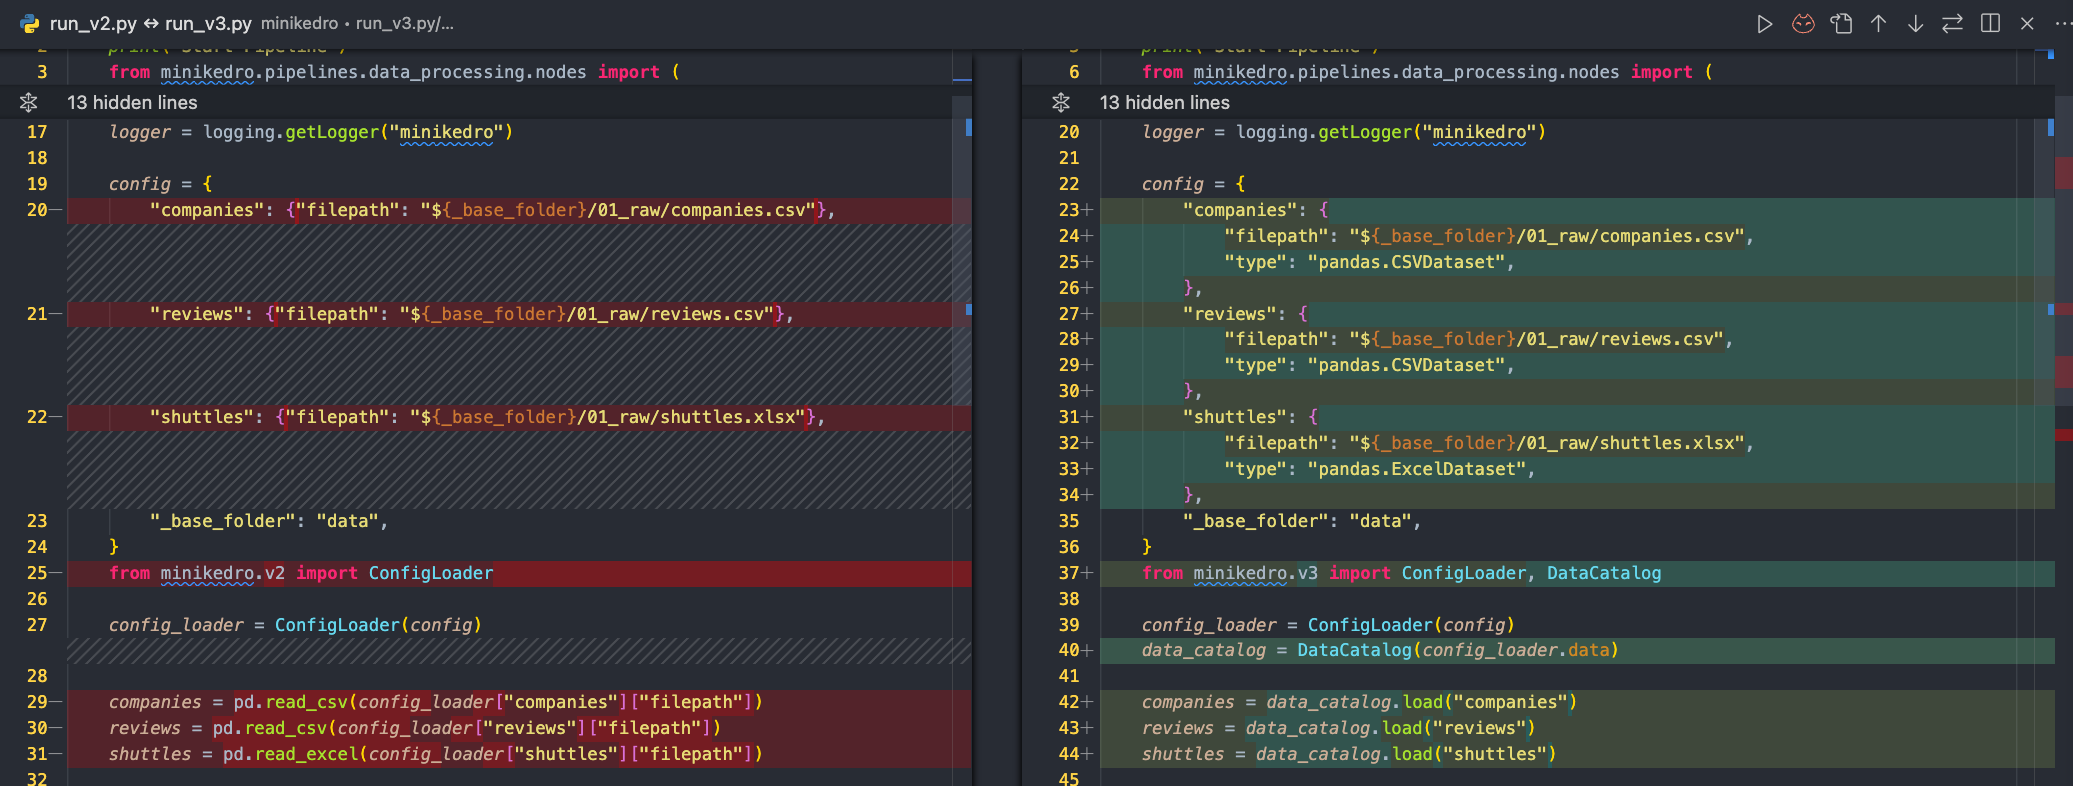 run_v2.py ↔ run_v3.py minikedro • run_v3.py/...
2 print("Start Pipeline")
3 from minikedro.pipelines.data_processing.nodes import (
13 hidden lines
17 logger = logging.getLogger("minikedro")
18
19 config = {
20— "companies": {"filepath": "${_base_folder}/01_raw/companies.csv"},
21— "reviews": {"filepath": "${_base_folder}/01_raw/reviews.csv"},
22— "shuttles": {"filepath": "${_base_folder}/01_raw/shuttles.xlsx"},
23 "_base_folder": "data",
24 }
25— from minikedro.v2 import ConfigLoader
26
27 config_loader = ConfigLoader(config)
28
29— companies = pd.read_csv(config_loader["companies"]["filepath"])
30— reviews = pd.read_csv(config_loader["reviews"]["filepath"])
31— shuttles = pd.read_excel(config_loader["shuttles"]["filepath"])
32
5 print("Start Pipeline")
6 from minikedro.pipelines.data_processing.nodes import (
13 hidden lines
20 logger = logging.getLogger("minikedro")
21
22 config = {
23+ "companies": {
24+ "filepath": "${_base_folder}/01_raw/companies.csv",
25+ "type": "pandas.CSVDataset",
26+ },
27+ "reviews": {
28+ "filepath": "${_base_folder}/01_raw/reviews.csv",
29+ "type": "pandas.CSVDataset",
30+ },
31+ "shuttles": {
32+ "filepath": "${_base_folder}/01_raw/shuttles.xlsx",
33+ "type": "pandas.ExcelDataset",
34+ },
35 "_base_folder": "data",
36 }
37+ from minikedro.v3 import ConfigLoader, DataCatalog
38
39 config_loader = ConfigLoader(config)
40+ data_catalog = DataCatalog(config_loader.data)
41
42+ companies = data_catalog.load("companies")
43+ reviews = data_catalog.load("reviews")
44+ shuttles = data_catalog.load("shuttles")
45